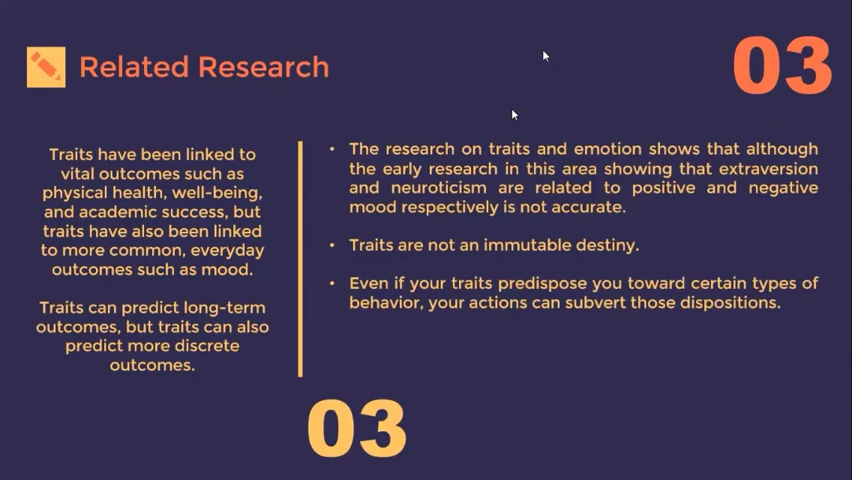 Related Research
03
Traits have been linked to
vital outcomes such as
physical health, well-being,
and academic success, but
traits have also been linked
to more common, everyday
outcomes such as mood.
Traits can predict long-term
outcomes, but traits can also
predict more discrete
outcomes.
• The research on traits and emotion shows that although
the early research in this area showing that extraversion
and neuroticism are related to positive and negative
mood respectively is not accurate.
• Traits are not an immutable destiny.
• Even if your traits predispose you toward certain types of
behavior, your actions can subvert those dispositions.
03